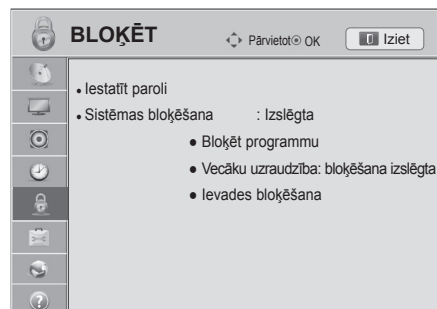 BLOĶĒT Pārvietot OK Iziet
• Iestatīt paroli
• Sistēmas bloķēšana : Izslēgta
• Bloķēt programmu
• Vecāku uzraudzība: bloķēšana izslēgta
• Ievades bloķēšana